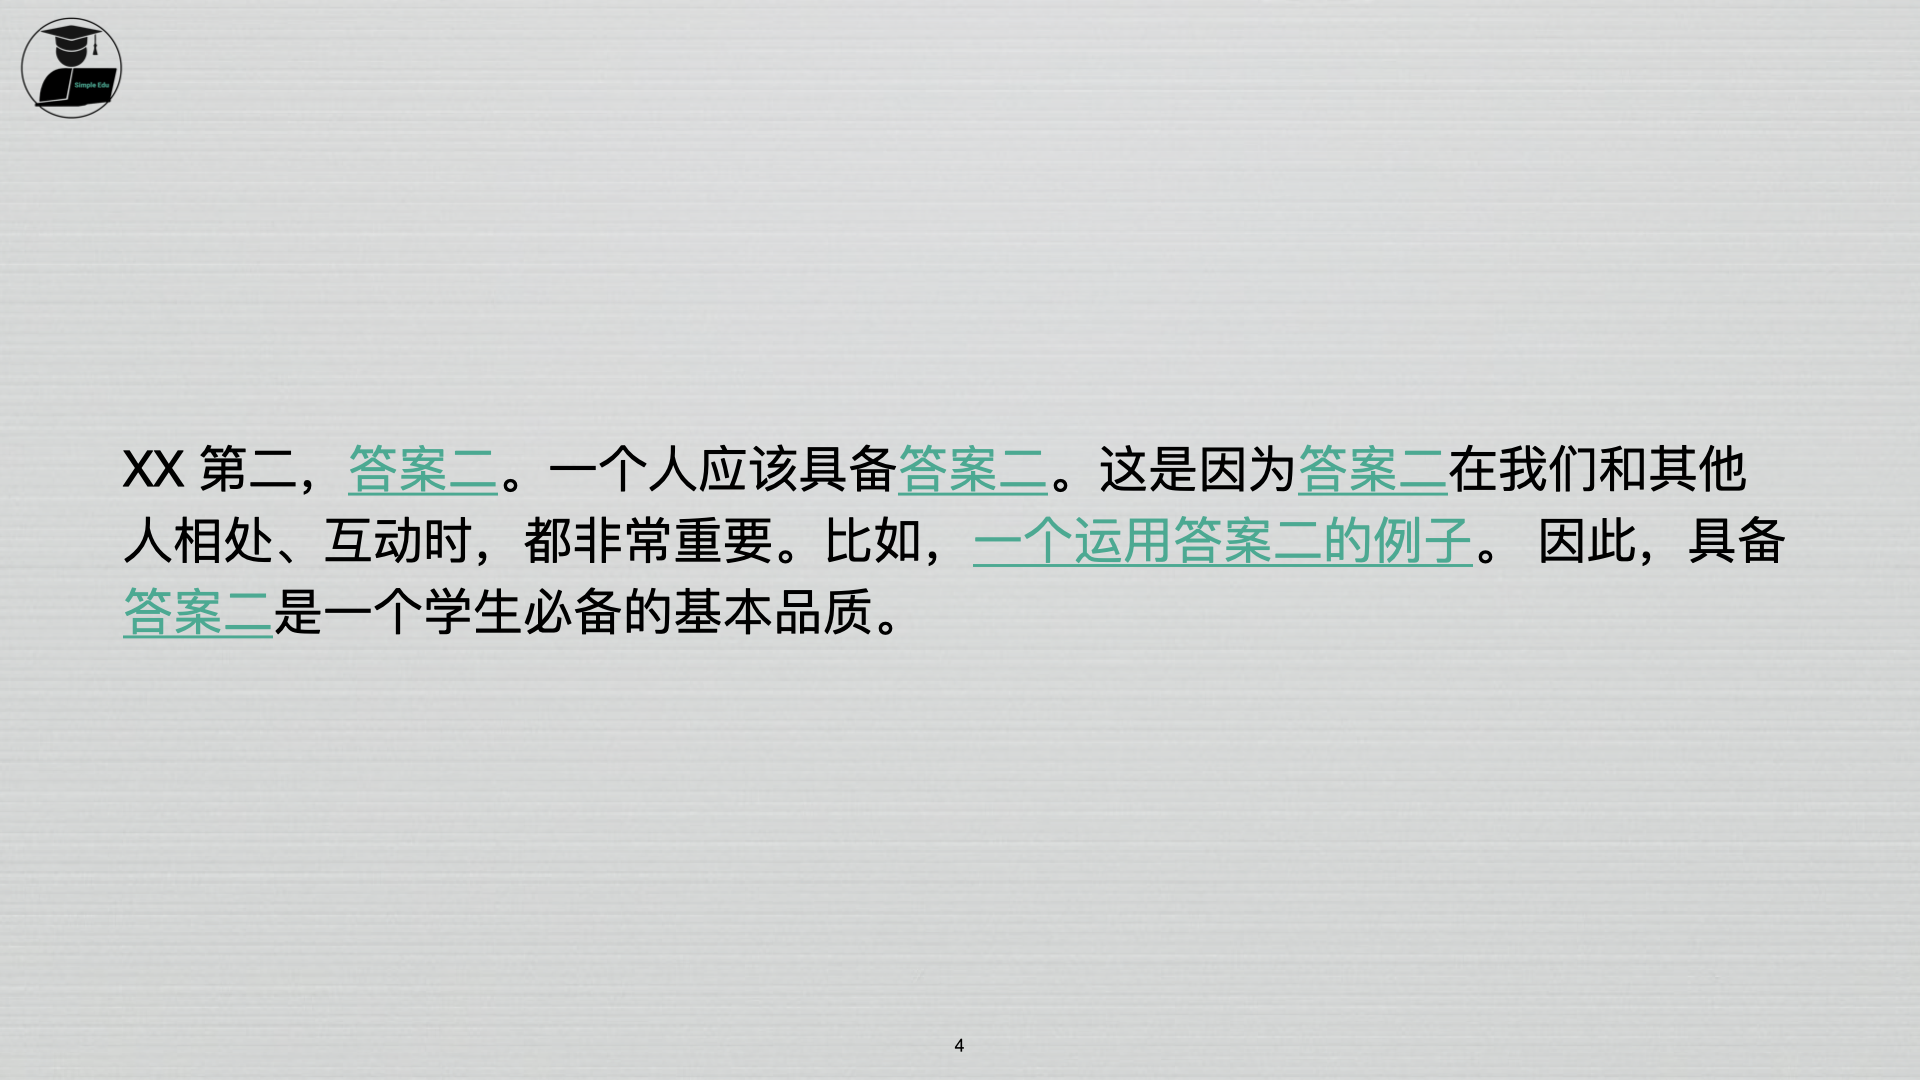 Simple Edu
XX 第二，答案二。一个人应该具备答案二。这是因为答案二在我们和其他
人相处、互动时，都非常重要。比如，一个运用答案二的例子。 因此，具备
答案二是一个学生必备的基本品质。
4